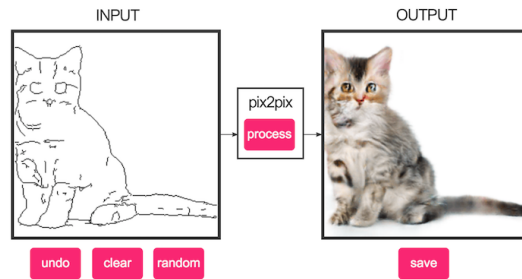 INPUT
OUTPUT
pix2pix
process
undo
clear
random
save